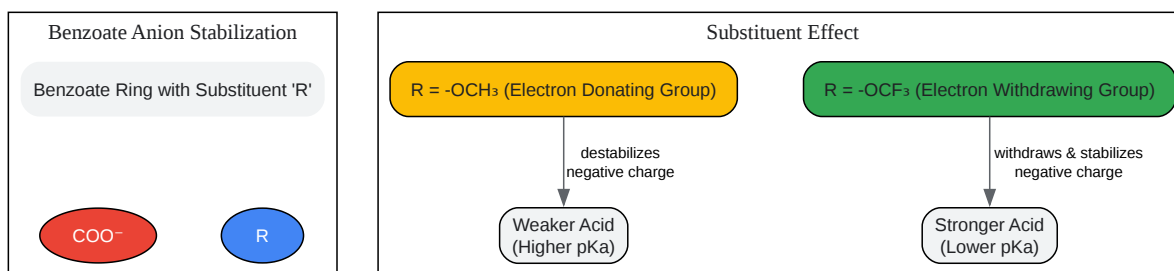 Benzoate Anion Stabilization
Benzoate Ring with Substituent 'R'
COO⁻
R
Substituent Effect
R = -OCH₃ (Electron Donating Group)
destabilizes
negative charge
Weaker Acid
(Higher pKa)
R = -OCF₃ (Electron Withdrawing Group)
withdraws & stabilizes
negative charge
Stronger Acid
(Lower pKa)